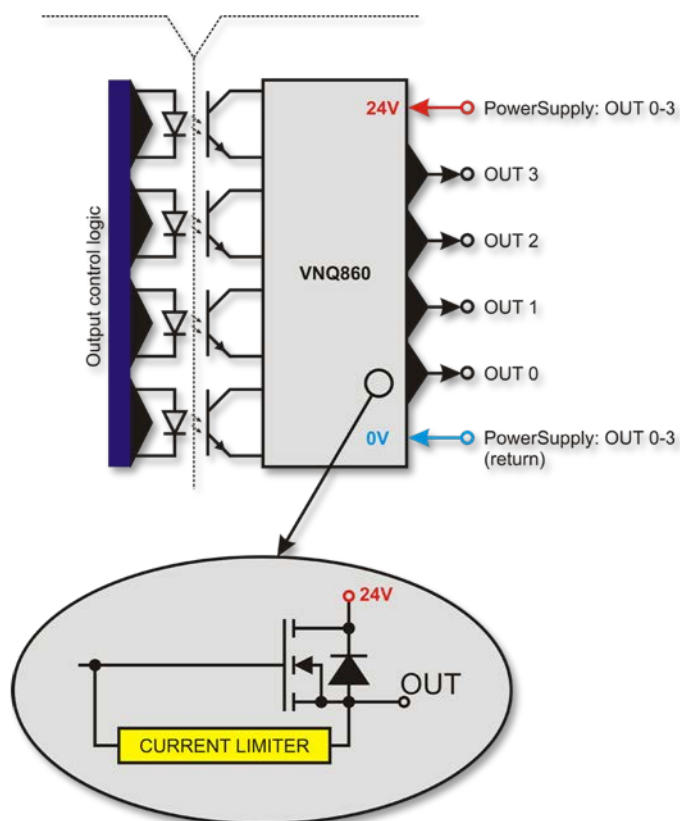 Output control logic
VNQ860
24V
PowerSupply: OUT 0-3
OUT 3
OUT 2
OUT 1
OUT 0
0V
PowerSupply: OUT 0-3
(return)
24V
OUT
CURRENT LIMITER